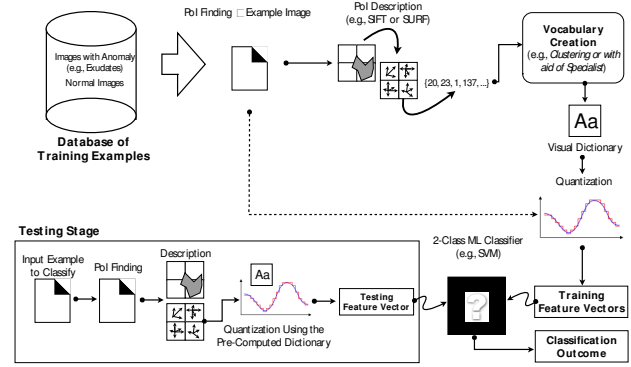 PoI Finding
Example Image
PoI Description
(e.g., SIFT or SURF)
Vocabulary
Creation
(e.g., Clustering or with
aid of Specialist)
Images with Anomaly
(e.g., Exudates)
Normal Images
{20, 23, 1, 137, ...}
Database of
Training Examples
Aa
Visual Dictionary
Quantization
Testing Stage
2-Class ML Classifier
(e.g., SVM)
Input Example
to Classify
PoI Finding
Description
Aa
Quantization Using the
Pre-Computed Dictionary
Testing
Feature Vector
?
Training
Feature Vectors
Classification
Outcome